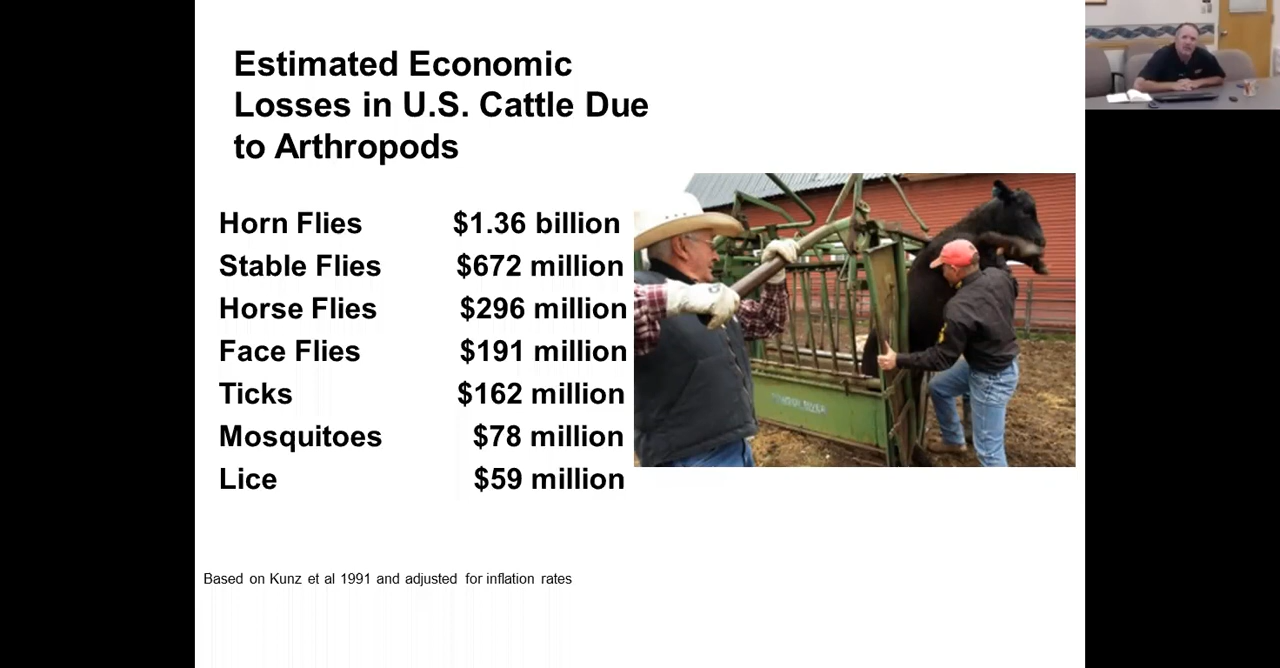 Estimated Economic
Losses in U.S. Cattle Due
to Arthropods
Horn Flies $1.36 billion
Stable Flies $672 million
Horse Flies $296 million
Face Flies $191 million
Ticks $162 million
Mosquitoes $78 million
Lice $59 million
Based on Kunz et al 1991 and adjusted for inflation rates